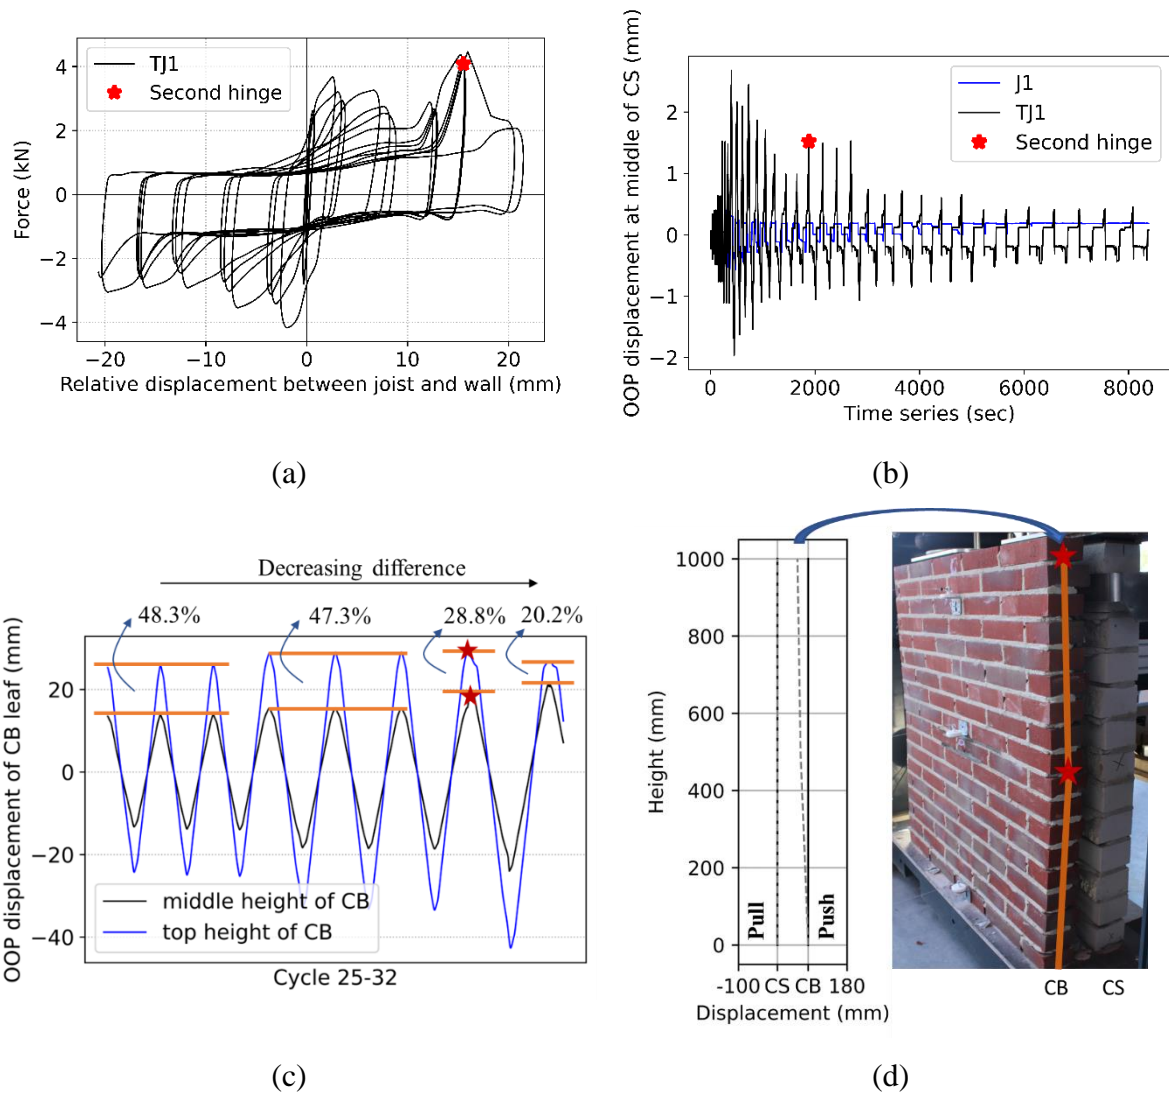 TJ1
Second hinge
4
2
0
−2
−4
−20
−10
0
10
20
Force (kN)
Relative displacement between joist and wall (mm)
(a)
J1
TJ1
Second hinge
2
1
0
−1
−2
0
2000
4000
6000
8000
OOP displacement at middle of CS (mm)
Time series (sec)
(b)
Decreasing difference
48.3%
47.3%
28.8%
20.2%
20
0
−20
−40
OOP displacement of CB leaf (mm)
middle height of CB
top height of CB
Cycle 25-32
(c)
1000
800
600
400
200
0
Height (mm)
Pull
Push
-100 CS CB 180
Displacement (mm)
CB CS
(d)